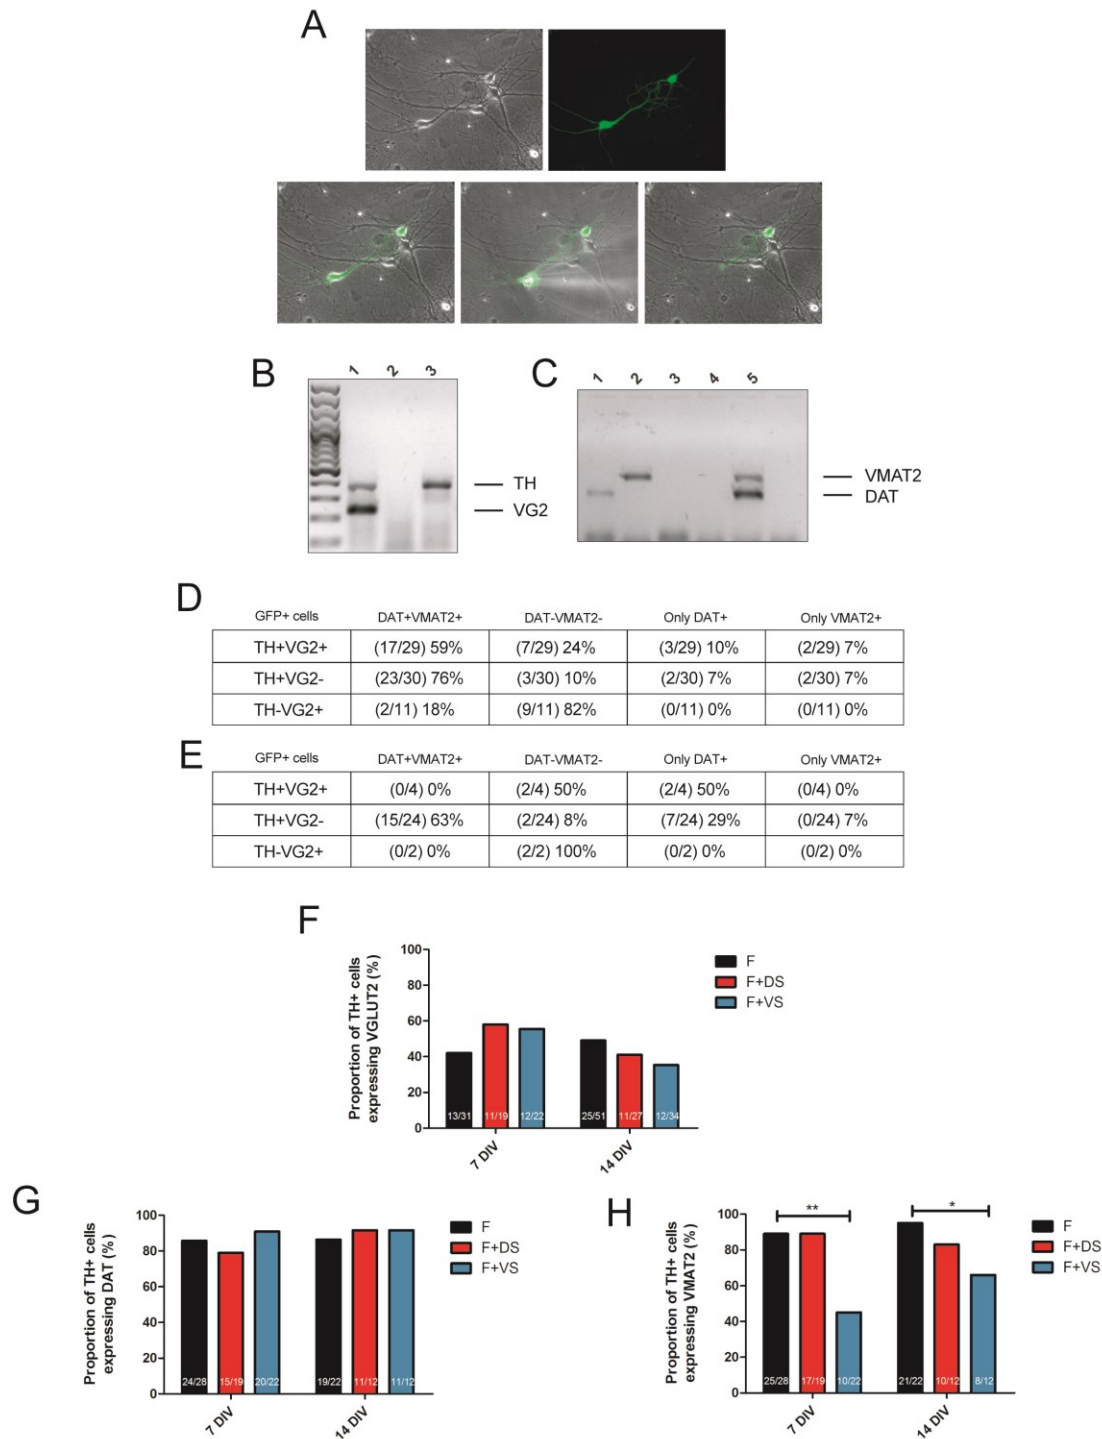 A
B
1 2 3
TH
VG2
C
1 2 3 4 5
VMAT2
DAT
D
GFP+ cells DAT+VMAT2+ DAT-VMAT2- Only DAT+ Only VMAT2+
TH+VG2+ (17/29) 59% (7/29) 24% (3/29) 10% (2/29) 7%
TH+VG2- (23/30) 76% (3/30) 10% (2/30) 7% (2/30) 7%
TH-VG2+ (2/11) 18% (9/11) 82% (0/11) 0% (0/11) 0%
E
GFP+ cells DAT+VMAT2+ DAT-VMAT2- Only DAT+ Only VMAT2+
TH+VG2+ (0/4) 0% (2/4) 50% (2/4) 50% (0/4) 0%
TH+VG2- (15/24) 63% (2/24) 8% (7/24) 29% (0/24) 7%
TH-VG2+ (0/2) 0% (2/2) 100% (0/2) 0% (0/2) 0%
F
Proportion of TH+ cells
expressing VGLUT2 (%)
100
80
60
40
20
0
13/31 11/19 12/22 25/51 11/27 12/34
7 DIV 14 DIV
F
F+DS
F+VS
G
Proportion of TH+ cells
expressing DAT (%)
100
80
60
40
20
0
24/28 15/19 20/22 19/22 11/12 11/12
7 DIV 14 DIV
F
F+DS
F+VS
H
Proportion of TH+ cells
expressing VMAT2 (%)
100
80
60
40
20
0
** *
25/28 17/19 10/22 21/22 10/12 8/12
7 DIV 14 DIV
F
F+DS
F+VS